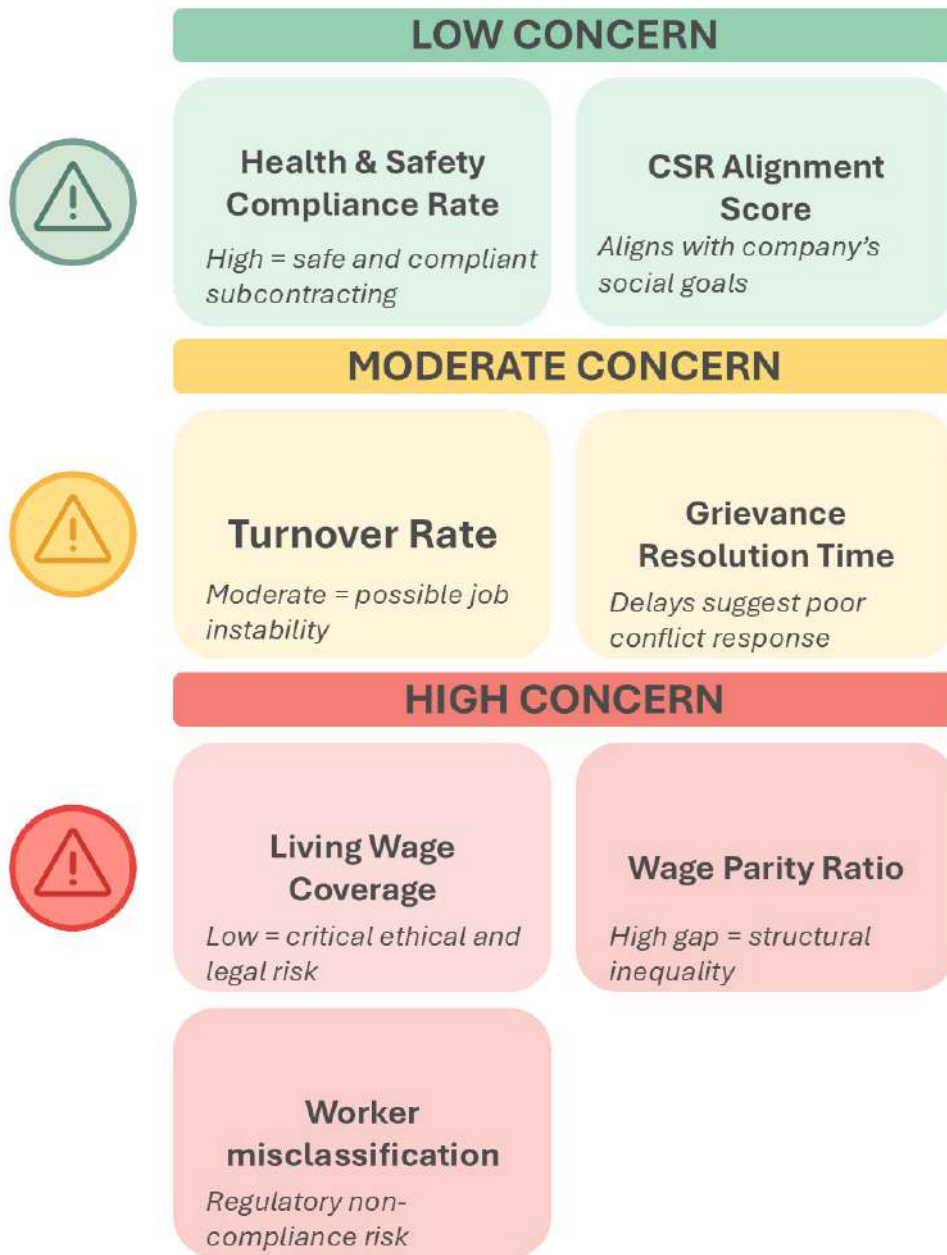 LOW CONCERN
Health & Safety
Compliance Rate
High = safe and compliant
subcontracting
CSR Alignment
Score
Aligns with company's
social goals
MODERATE CONCERN
Turnover Rate
Moderate = possible job
instability
Grievance
Resolution Time
Delays suggest poor
conflict response
HIGH CONCERN
Living Wage
Coverage
Low = critical ethical and
legal risk
Wage Parity Ratio
High gap = structural
inequality
Worker
misclassification
Regulatory non-
compliance risk